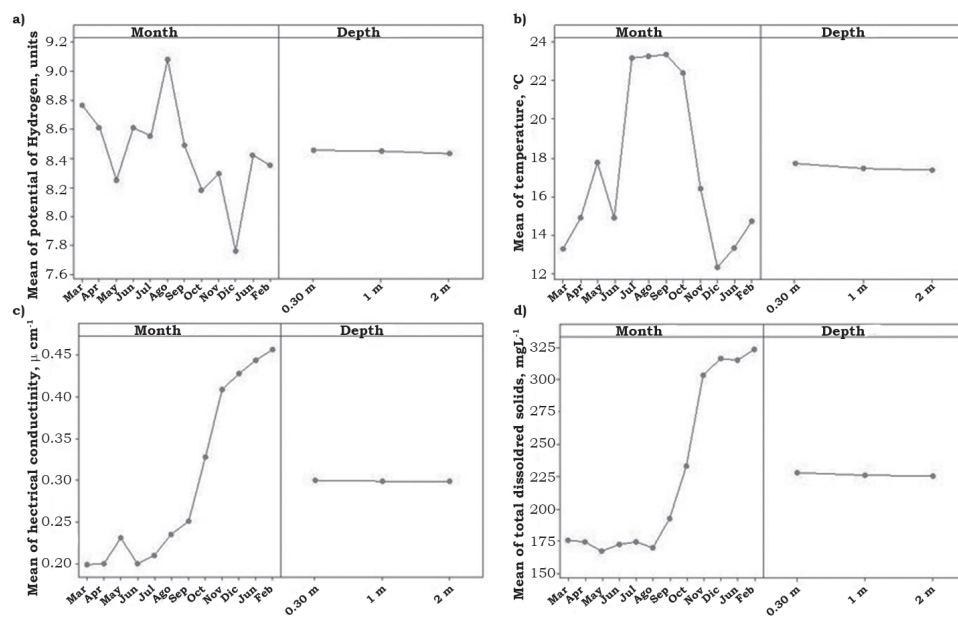 a)
Month Depth
Mean of potential of Hydrogen, units
9.2
9.0
8.8
8.6
8.4
8.2
8.0
7.8
7.6
Mar Apr May Jun Jul Ago Sep Oct Nov Dic Jun Feb
0.30 m 1 m 2 m
b)
Month Depth
Mean of temperature, ºC
24
22
20
18
16
14
12
Mar Apr May Jun Jul Ago Sep Oct Nov Dic Jun Feb
0.30 m 1 m 2 m
c)
Month Depth
Mean of hectrical conductinity, µ cm⁻¹
0.45
0.40
0.35
0.30
0.25
0.20
Mar Apr May Jun Jul Ago Sep Oct Nov Dic Jun Feb
0.30 m 1 m 2 m
d)
Month Depth
Mean of total dissoldred solids, mgL⁻¹
325
300
275
250
225
200
175
150
Mar Apr May Jun Jul Ago Sep Oct Nov Dic Jun Feb
0.30 m 1 m 2 m